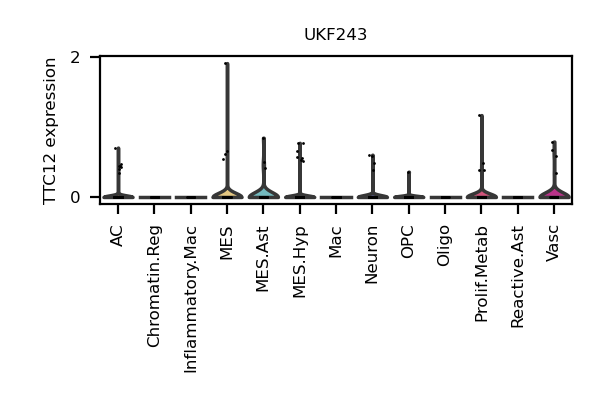 UKF243
TTC12 expression
2
0
AC
Chromatin.Reg
Inflammatory.Mac
MES
MES.Ast
MES.Hyp
Mac
Neuron
OPC
Oligo
Prolif.Metab
Reactive.Ast
Vasc